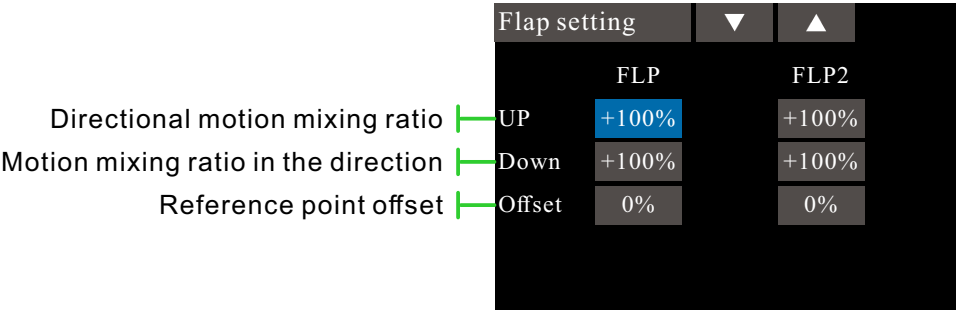 Flap setting ▼ ▲
FLP FLP2
Directional motion mixing ratio UP +100% +100%
Motion mixing ratio in the direction Down +100% +100%
Reference point offset Offset 0% 0%